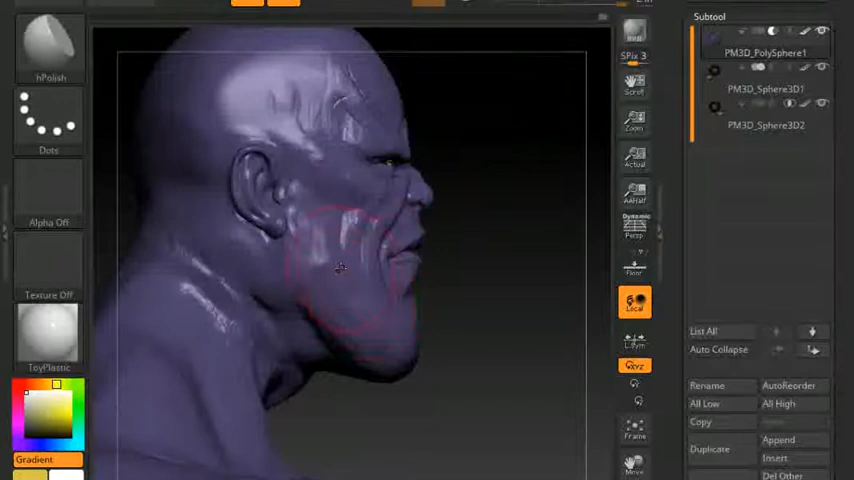 hPolish
Dots
Alpha Off
Texture Off
ToyPlastic
Gradient
SPix 3
Scroll
Zoom
Actual
AAHalf
Dynamic
Persp
Floor
Local
L.Sym
XYZ
Frame
Move
Subtool
PM3D_PolySphere1
PM3D_Sphere3D1
PM3D_Sphere3D2
List All
Auto Collapse
Rename
AutoReorder
All Low
All High
Copy
Duplicate
Append
Insert
Del Other